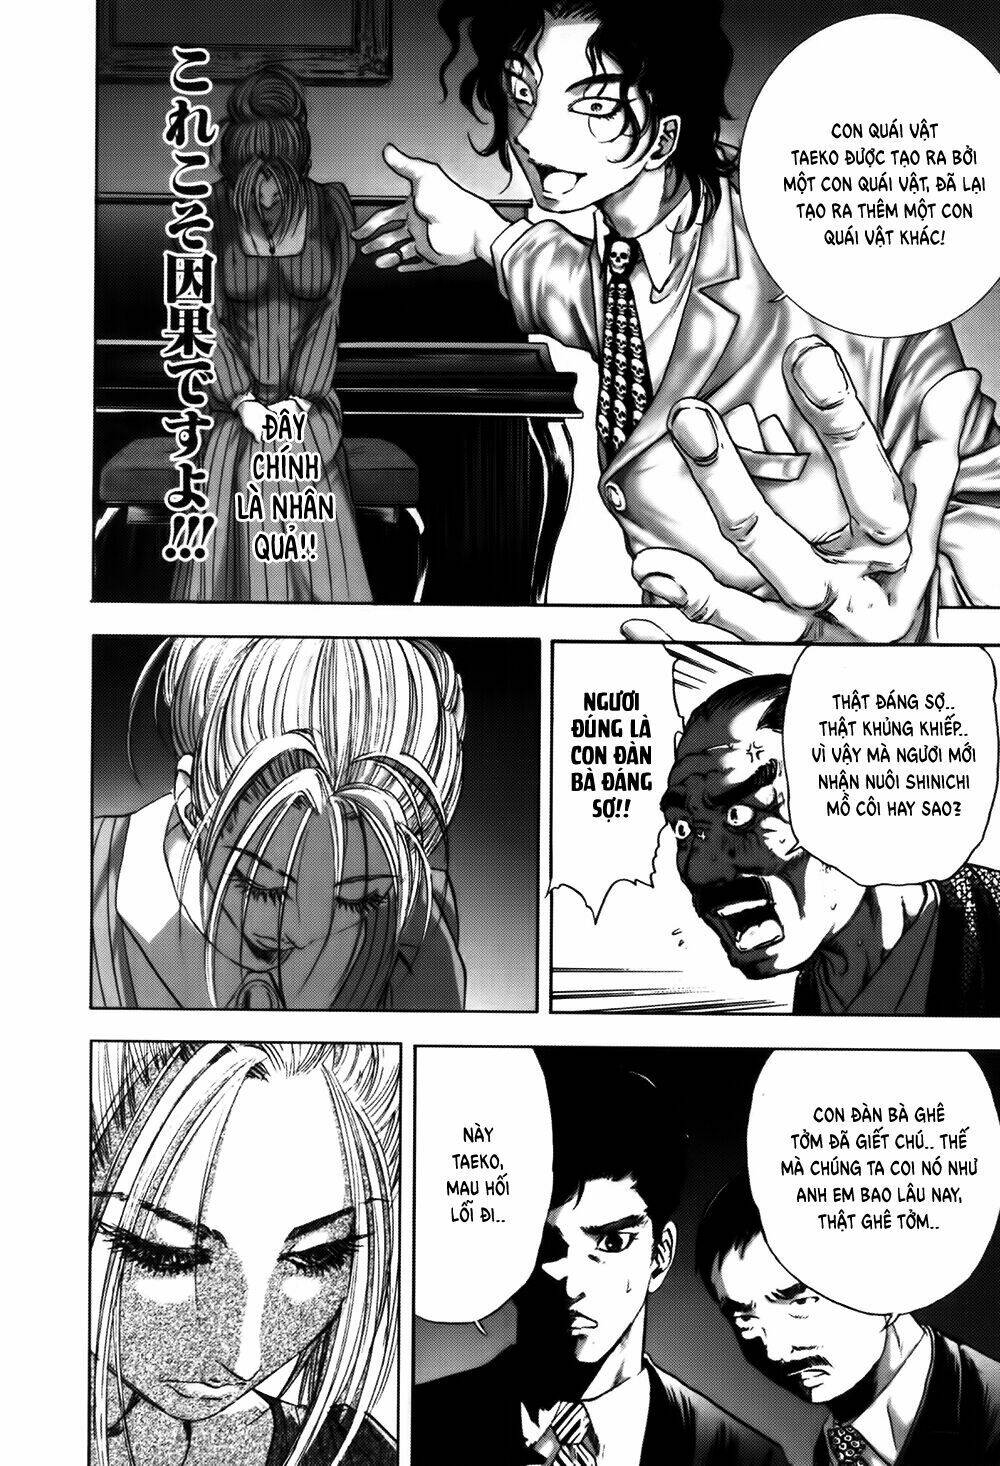 CON QUÁI VẬT
TAEKO ĐƯỢC TẠO RA BỞI
MỘT CON QUÁI VẬT, ĐÃ LẠI
TẠO RA THÊM MỘT CON
QUÁI VẬT KHÁC!
これこそ因果ですよ!!!
ĐÂY
CHÍNH
LÀ NHÂN
QUẢ!!
THẬT ĐÁNG SỢ..
THẬT KHỦNG KHIẾP..
VÌ VẬY MÀ NGƯƠI MỚI
NHẬN NUÔI SHINICHI
MỒ CÔI HAY SAO?
NGƯƠI
ĐÚNG LÀ
CON ĐÀN
BÀ ĐÁNG
SỢ!!
CON ĐÀN BÀ GHÊ
TỞM ĐÃ GIẾT CHÚ.. THẾ
MÀ CHÚNG TA COI NÓ NHƯ
ANH EM BAO LÂU NAY,
THẬT GHÊ TỞM..
NÀY
TAEKO,
MAU HỐI
LỖI ĐI..